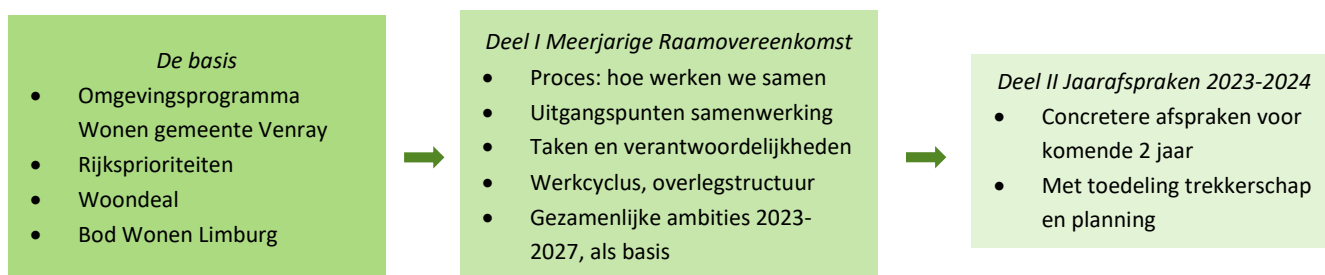 De basis
• Omgevingsprogramma
Wonen gemeente Venray
• Rijksprioriteiten
• Woondeal
• Bod Wonen Limburg
Deel I Meerjarige Raamovereenkomst
• Proces: hoe werken we samen
• Uitgangspunten samenwerking
• Taken en verantwoordelijkheden
• Werkcyclus, overlegstructuur
• Gezamenlijke ambities 2023-
2027, als basis
Deel II Jaarafspraken 2023-2024
• Concretere afspraken voor
komende 2 jaar
• Met toedeling trekkerschap
en planning